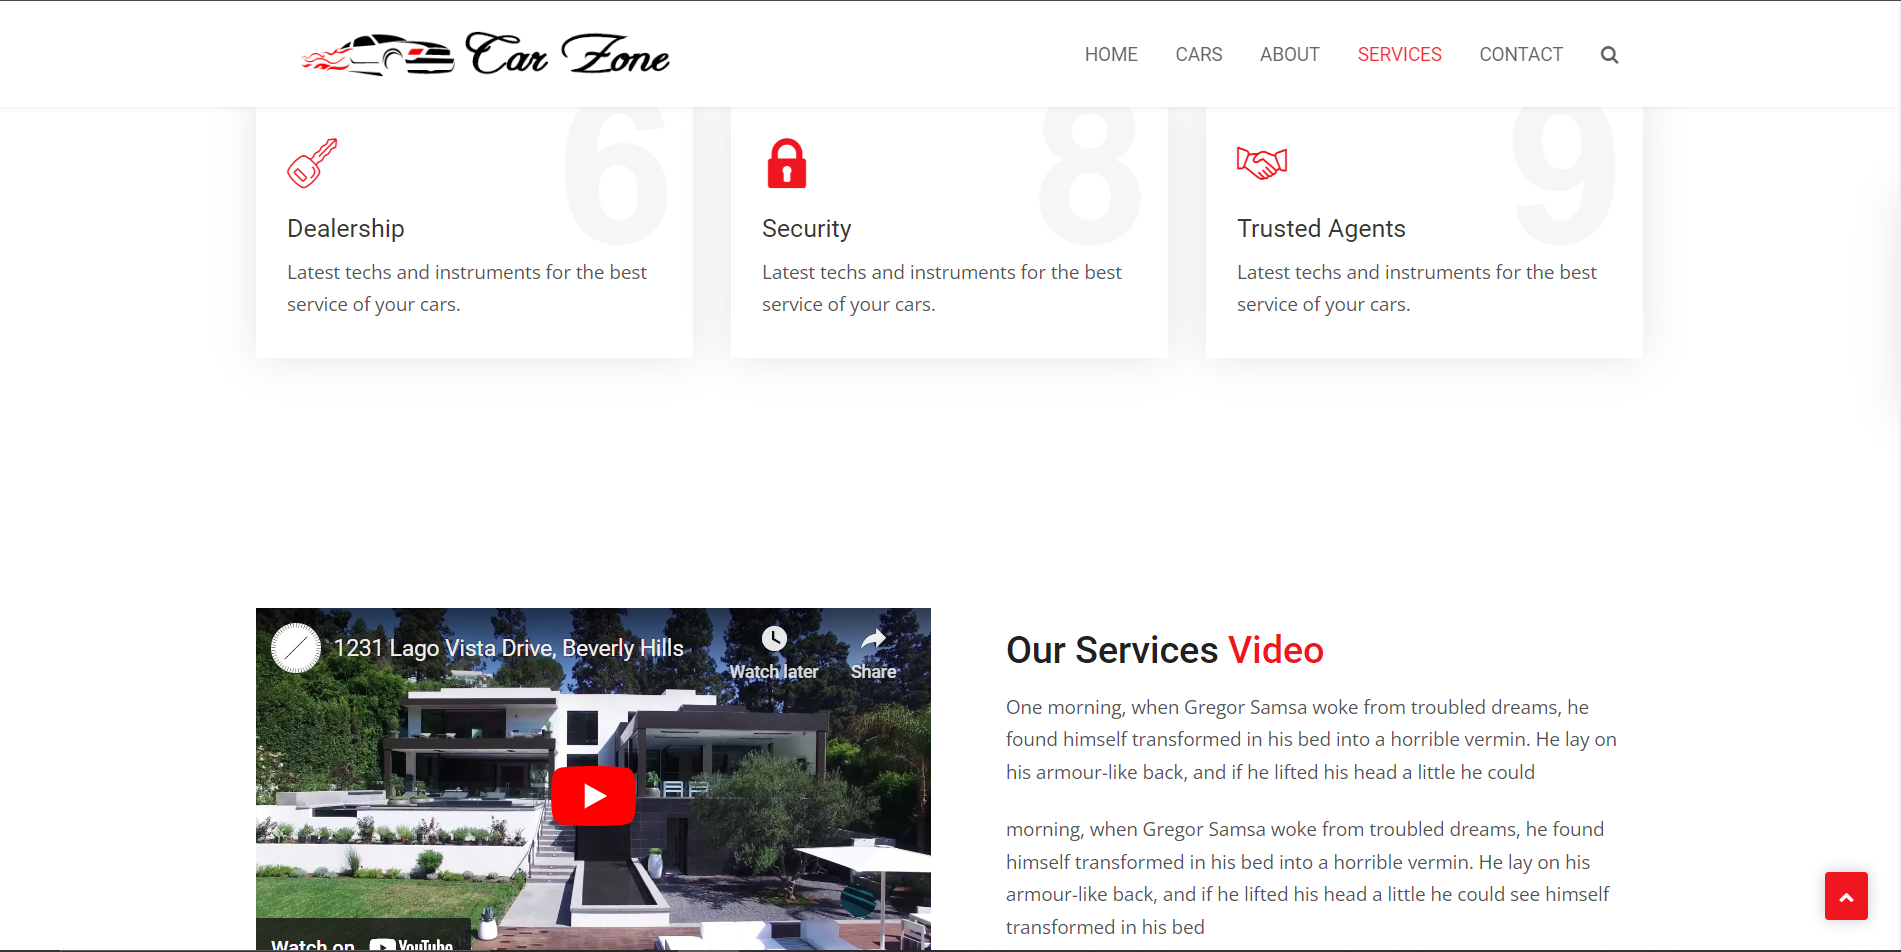 Car Zone
HOME CARS ABOUT SERVICES CONTACT
6
8
9
Dealership
Latest techs and instruments for the best
service of your cars.
Security
Latest techs and instruments for the best
service of your cars.
Trusted Agents
Latest techs and instruments for the best
service of your cars.
1231 Lago Vista Drive, Beverly Hills
Watch later
Share
Watch on YouTube
Our Services Video
One morning, when Gregor Samsa woke from troubled dreams, he
found himself transformed in his bed into a horrible vermin. He lay on
his armour-like back, and if he lifted his head a little he could
morning, when Gregor Samsa woke from troubled dreams, he found
himself transformed in his bed into a horrible vermin. He lay on his
armour-like back, and if he lifted his head a little he could see himself
transformed in his bed